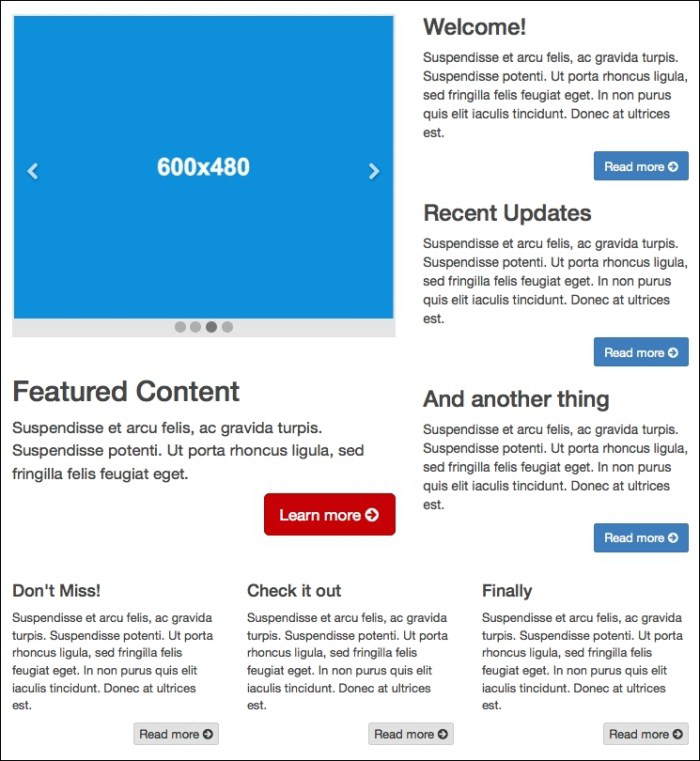 600x480
Featured Content
Suspendisse et arcu felis, ac gravida turpis.
Suspendisse potenti. Ut porta rhoncus ligula, sed
fringilla felis feugiat eget.
Learn more
Welcome!
Suspendisse et arcu felis, ac gravida turpis.
Suspendisse potenti. Ut porta rhoncus ligula,
sed fringilla felis feugiat eget. In non purus
quis elit iaculis tincidunt. Donec at ultrices
est.
Read more
Recent Updates
Suspendisse et arcu felis, ac gravida turpis.
Suspendisse potenti. Ut porta rhoncus ligula,
sed fringilla felis feugiat eget. In non purus
quis elit iaculis tincidunt. Donec at ultrices
est.
Read more
And another thing
Suspendisse et arcu felis, ac gravida turpis.
Suspendisse potenti. Ut porta rhoncus ligula,
sed fringilla felis feugiat eget. In non purus
quis elit iaculis tincidunt. Donec at ultrices
est.
Read more
Don't Miss!
Suspendisse et arcu felis, ac gravida
turpis. Suspendisse potenti. Ut porta
rhoncus ligula, sed fringilla felis
feugiat eget. In non purus quis elit
iaculis tincidunt. Donec at ultrices
est.
Read more
Check it out
Suspendisse et arcu felis, ac gravida
turpis. Suspendisse potenti. Ut porta
rhoncus ligula, sed fringilla felis
feugiat eget. In non purus quis elit
iaculis tincidunt. Donec at ultrices
est.
Read more
Finally
Suspendisse et arcu felis, ac gravida
turpis. Suspendisse potenti. Ut porta
rhoncus ligula, sed fringilla felis
feugiat eget. In non purus quis elit
iaculis tincidunt. Donec at ultrices
est.
Read more